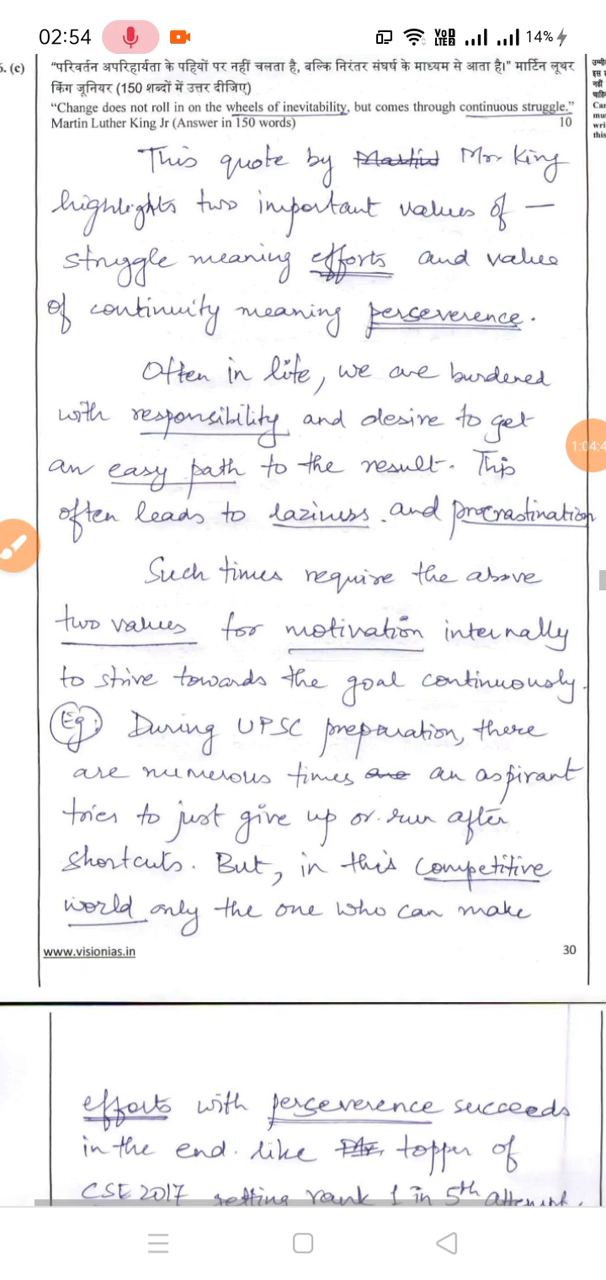 02:54
VoD LTE2
14%
5. (c)
"परिवर्तन अपरिहार्यता के पहियों पर नहीं चलता है, बल्कि निरंतर संघर्ष के माध्यम से आता है।" मार्टिन लूथर
किंग जूनियर (150 शब्दों में उत्तर दीजिए)
"Change does not roll in on the wheels of inevitability, but comes through continuous struggle."
Martin Luther King Jr (Answer in 150 words) 10
This quote by Mr. King
highlights two important values of —
struggle meaning efforts and value
of continuity meaning perseverence.
Often in life, we are burdened
with responsibility and desire to get
an easy path to the result. This
often leads to laziness and procrastination
Such times require the above
two values for motivation internally
to strive towards the goal continuously.
Eg: During UPSC preparation, there
are numerous times an aspirant
tries to just give up or run after
shortcuts. But, in this competitive
world only the one who can make
www.visionias.in 30
efforts with perseverence succeeds
in the end. like topper of
CSE 2017 getting rank 1 in 5th attempt.
1:04:4